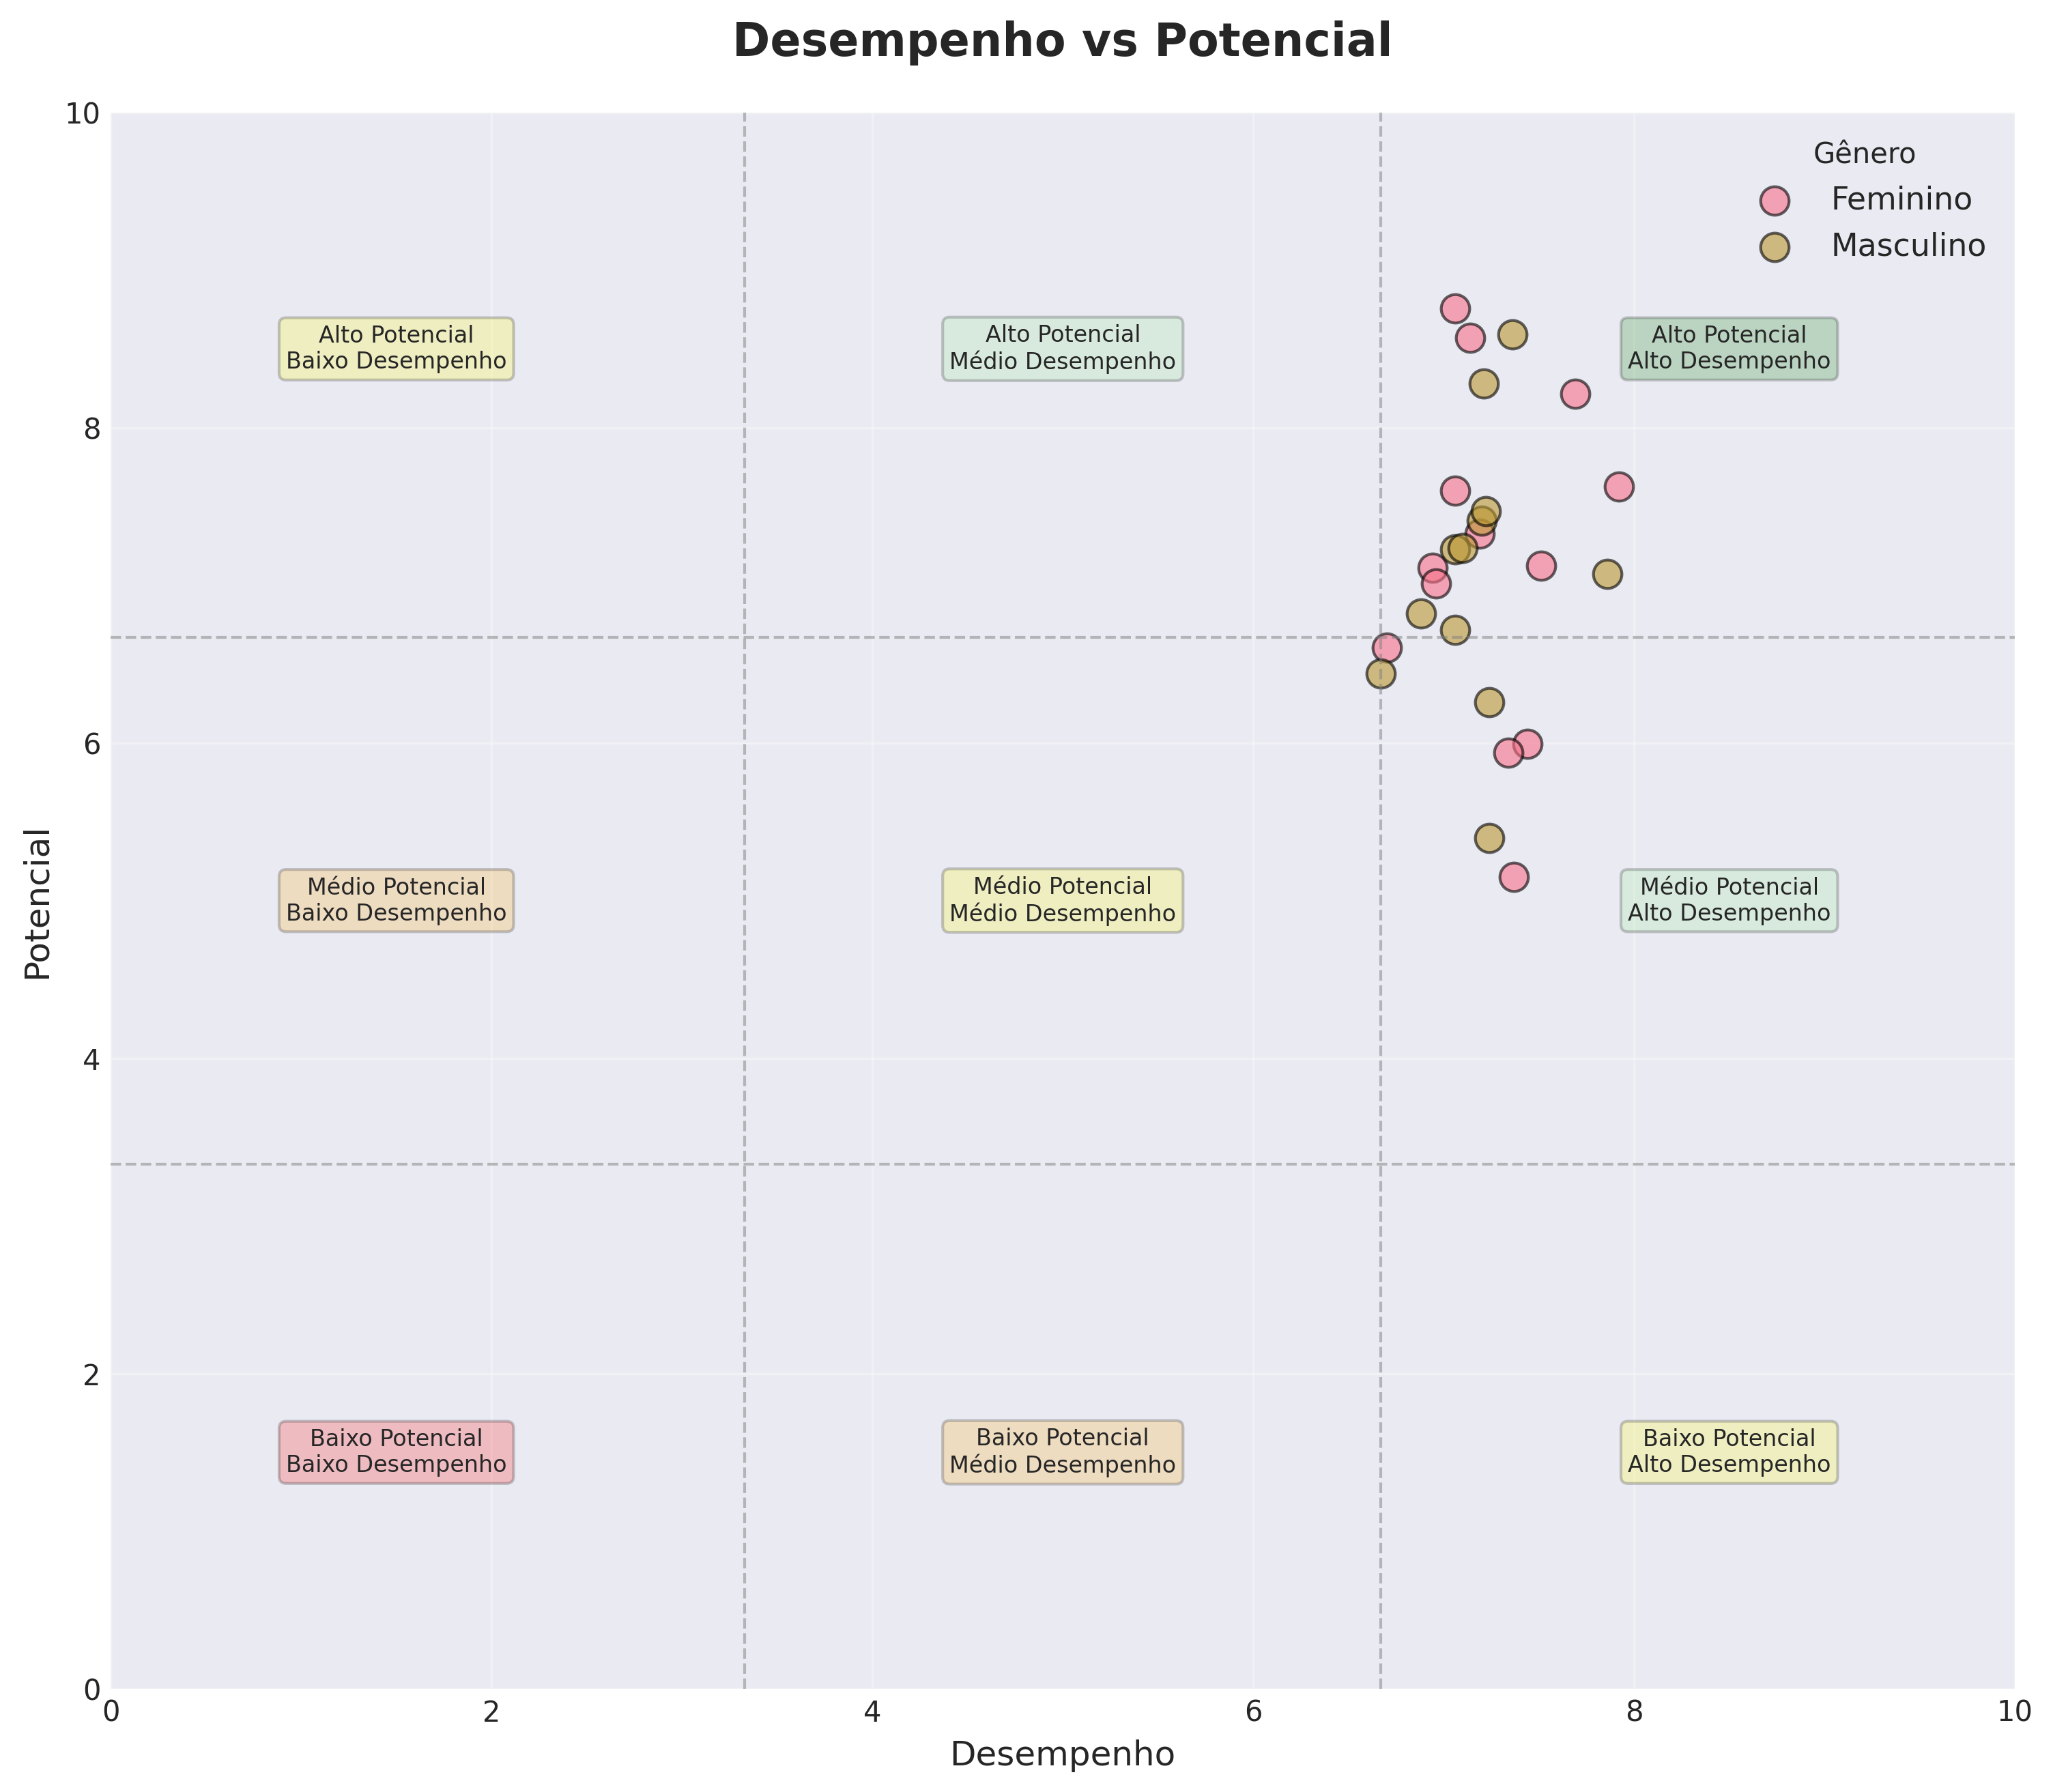 Desempenho vs Potencial
10
8
6
4
2
0
Potencial
Gênero
Feminino
Masculino
Alto Potencial
Baixo Desempenho
Alto Potencial
Médio Desempenho
Alto Potencial
Alto Desempenho
Médio Potencial
Baixo Desempenho
Médio Potencial
Médio Desempenho
Médio Potencial
Alto Desempenho
Baixo Potencial
Baixo Desempenho
Baixo Potencial
Médio Desempenho
Baixo Potencial
Alto Desempenho
0 2 4 6 8 10
Desempenho